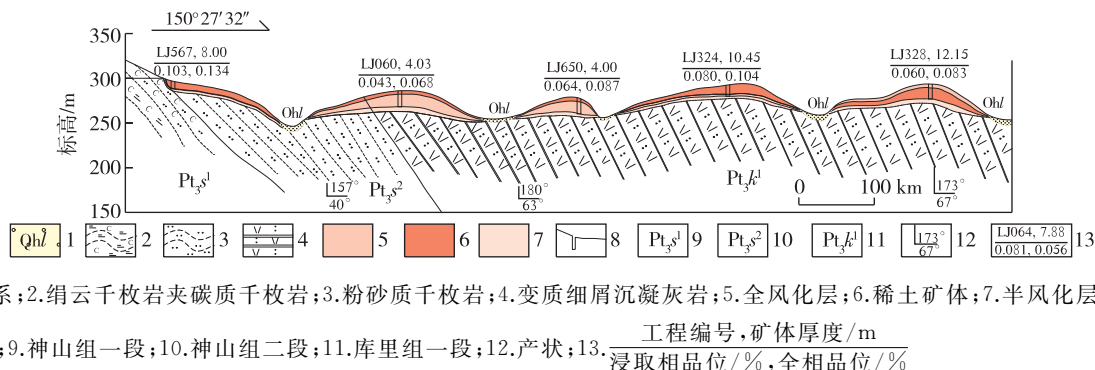 150°27′32″
350
300
250
200
150
标高/m
LJ567, 8.00
0.103, 0.134
LJ060, 4.03
0.043, 0.068
LJ650, 4.00
0.064, 0.087
LJ324, 10.45
0.080, 0.104
LJ328, 12.15
0.060, 0.083
Qhl
Qhl
Qhl
Qhl
Pt₃s¹
157°
40°
Pt₃s²
180°
63°
Pt₃k¹
0 100 km
173°
67°
Qhl 1 2 3 4 5 6 7 8 Pt₃s¹ 9 Pt₃s² 10 Pt₃k¹ 11 173° 67° 12 LJ064, 7.88 0.081, 0.056 13
系;2.绢云千枚岩夹碳质千枚岩;3.粉砂质千枚岩;4.变质细屑沉凝灰岩;5.全风化层;6.稀土矿体;7.半风化层
;9.神山组一段;10.神山组二段;11.库里组一段;12.产状;13.工程编号,矿体厚度/m
浸取相品位/%,全相品位/%